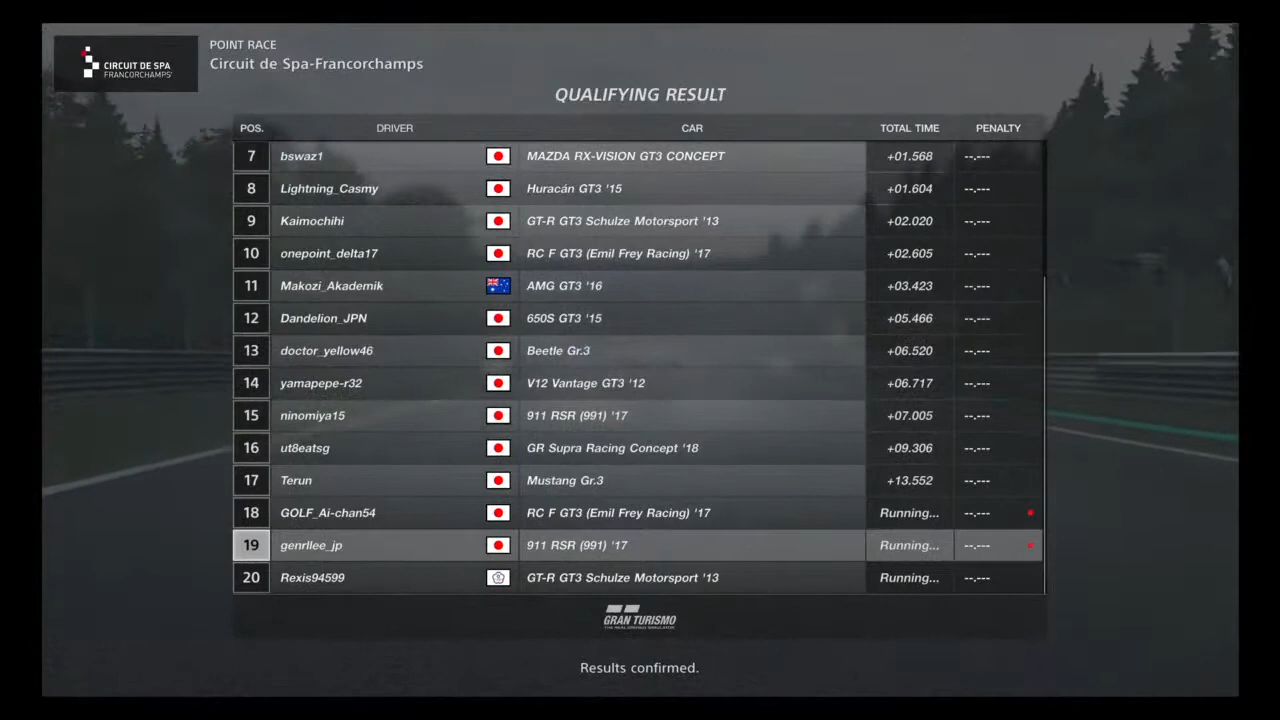 CIRCUIT DE SPA
FRANCORCHAMPS
POINT RACE
Circuit de Spa-Francorchamps
QUALIFYING RESULT
POS. DRIVER CAR TOTAL TIME PENALTY
7 bswaz1 MAZDA RX-VISION GT3 CONCEPT +01.568 --.---
8 Lightning_Casmy Huracán GT3 '15 +01.604 --.---
9 Kaimochihi GT-R GT3 Schulze Motorsport '13 +02.020 --.---
10 onepoint_delta17 RC F GT3 (Emil Frey Racing) '17 +02.605 --.---
11 Makozi_Akademik AMG GT3 '16 +03.423 --.---
12 Dandelion_JPN 650S GT3 '15 +05.466 --.---
13 doctor_yellow46 Beetle Gr.3 +06.520 --.---
14 yamapepe-r32 V12 Vantage GT3 '12 +06.717 --.---
15 ninomiya15 911 RSR (991) '17 +07.005 --.---
16 ut8eatsg GR Supra Racing Concept '18 +09.306 --.---
17 Terun Mustang Gr.3 +13.552 --.---
18 GOLF_Ai-chan54 RC F GT3 (Emil Frey Racing) '17 Running... --.---
19 genrllee_jp 911 RSR (991) '17 Running... --.---
20 Rexis94599 GT-R GT3 Schulze Motorsport '13 Running... --.---
GRAN TURISMO
THE REAL DRIVING SIMULATOR
Results confirmed.